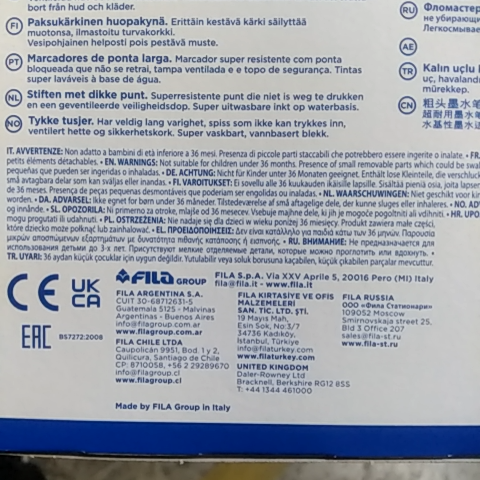 bort från hud och kläder.
FI Paksukärkinen huopakynä. Erittäin kestävä kärki säilyttää
muotonsa, ilmastoitu turvakorkki.
Vesipohjainen helposti pois pestävä muste.
PT Marcadores de ponta larga. Marcador super resistente com ponta
bloqueada que não se retrai, tampa ventilada e e topo de segurança. Tintas
super laváveis à base de água.
NL Stiften met dikke punt. Superresistente punt die niet is weg te drukken
en een geventileerde veiligheidsdop. Super uitwasbare inkt op waterbasis.
NO Tykke tusjer. Har veldig lang varighet, spiss som ikke kan trykkes inn,
ventilert hette og sikkerhetskork. Super vaskbart, vannbasert blekk.
RU Фломастер
не убирающи
Легкосмывае
AE
TR Kalın uçlu
uç, havalandı
mürekkep.
CN 粗头墨水笔
超耐用墨水
水基性墨水
IT. AVVERTENZE: Non adatto a bambini di età inferiore a 36 mesi. Presenza di piccole parti staccabili che potrebbero essere ingerite o inalate. • FR.
petits éléments détachables. • EN. WARNINGS: Not suitable for children under 36 months. Presence of small removable parts which could be swal
pequenas que puedan ser ingeridas o inhaladas. • DE. ACHTUNG: Nicht für Kinder unter 36 Monaten geeignet. Enthält lose Kleinteile, die verschluckt
små avtagbara delar som kan sväljas eller inandas. • FI. VAROITUKSET: Ei sovellu alle 36 kuukauden ikäisille lapsille. Sisältää pieniä osia, joita lapset
de 36 meses. Presença de peças pequenas desmontáveis que poderiam ser engolidas ou inaladas. • NL. WAARSCHUWINGEN: Niet geschikt voor kin
worden. • DA. ADVARSEL: Ikke egnet for børn under 36 måneder. Tilstedeværelse af små aftagelige dele, der kunne sluges eller inhaleres. • NO. ADV
og innåndes. • SL. OPOZORILA: Ni primerno za otroke, mlajše od 36 mesecev. Vsebuje majhne dele, ki jih je mogoče pogoltniti ali vdihniti. • HR. UPOZ
mogu progutati ili udahnuti. • PL. OSTRZEŻENIA: Nie nadaje się dla dzieci w wieku poniżej 36 miesięcy. Produkt zawiera małe części,
które dziecko może połknąć lub zainhalować. • EL. ΠΡΟΕΙΔΟΠΟΙΗΣΕΙΣ: Δεν είναι κατάλληλο για παιδιά κάτω των 36 μηνών. Παρουσία
μικρών αποσπώμενων εξαρτημάτων με δυνατότητα πιθανής κατάποσης ή εισπνοής. • RU. ВНИМАНИЕ: Не предназначается для
использования детьми до 3-х лет. Присутствуют мелкие отделяемые детали, которые можно проглотить или вдохнуть. •
TR. UYARI: 36 aydan küçük çocuklar için uygun değildir. Yutulabilir veya soluk borusuna kaçabilen, küçük çıkabilen parçalar mevcuttur.
CE UK
CA
EAC
BS7272:2008
FILA GROUP
FILA S.p.A. Via XXV Aprile 5, 20016 Pero (MI) Italy
fila@fila.it - www.fila.it
FILA ARGENTINA S.A.
CUIT 30-68712631-5
Guatemala 5125 - Malvinas
Argentinas - Buenos Aires
info@filagroup.com.ar
www.filagroup.com.ar
FILA CHILE LTDA
Caupolicán 9951, Bod. 1 y 2,
Quilicura, Santiago de Chile
CP: 8710058, +56 2 29289670
info@filagroup.cl
www.filagroup.cl
FILA KIRTASİYE VE OFİS
MALZEMELERİ
SAN. TİC. LTD. ŞTİ.
19 Mayıs Mah,
Esin Sok, No:3/7
34736 Kadıköy,
Istanbul, Türkiye
info@filaturkey.com
www.filaturkey.com
UNITED KINGDOM
Daler-Rowney Ltd
Bracknell, Berkshire RG12 8SS
T: +44 1344 461000
FILA RUSSIA
ООО «Фила Стационари»
109052 Moscow
Smirnovskaja street 25,
Bld 3 Office 207
sales@fila-st.ru
www.fila-st.ru
Made by FILA Group in Italy